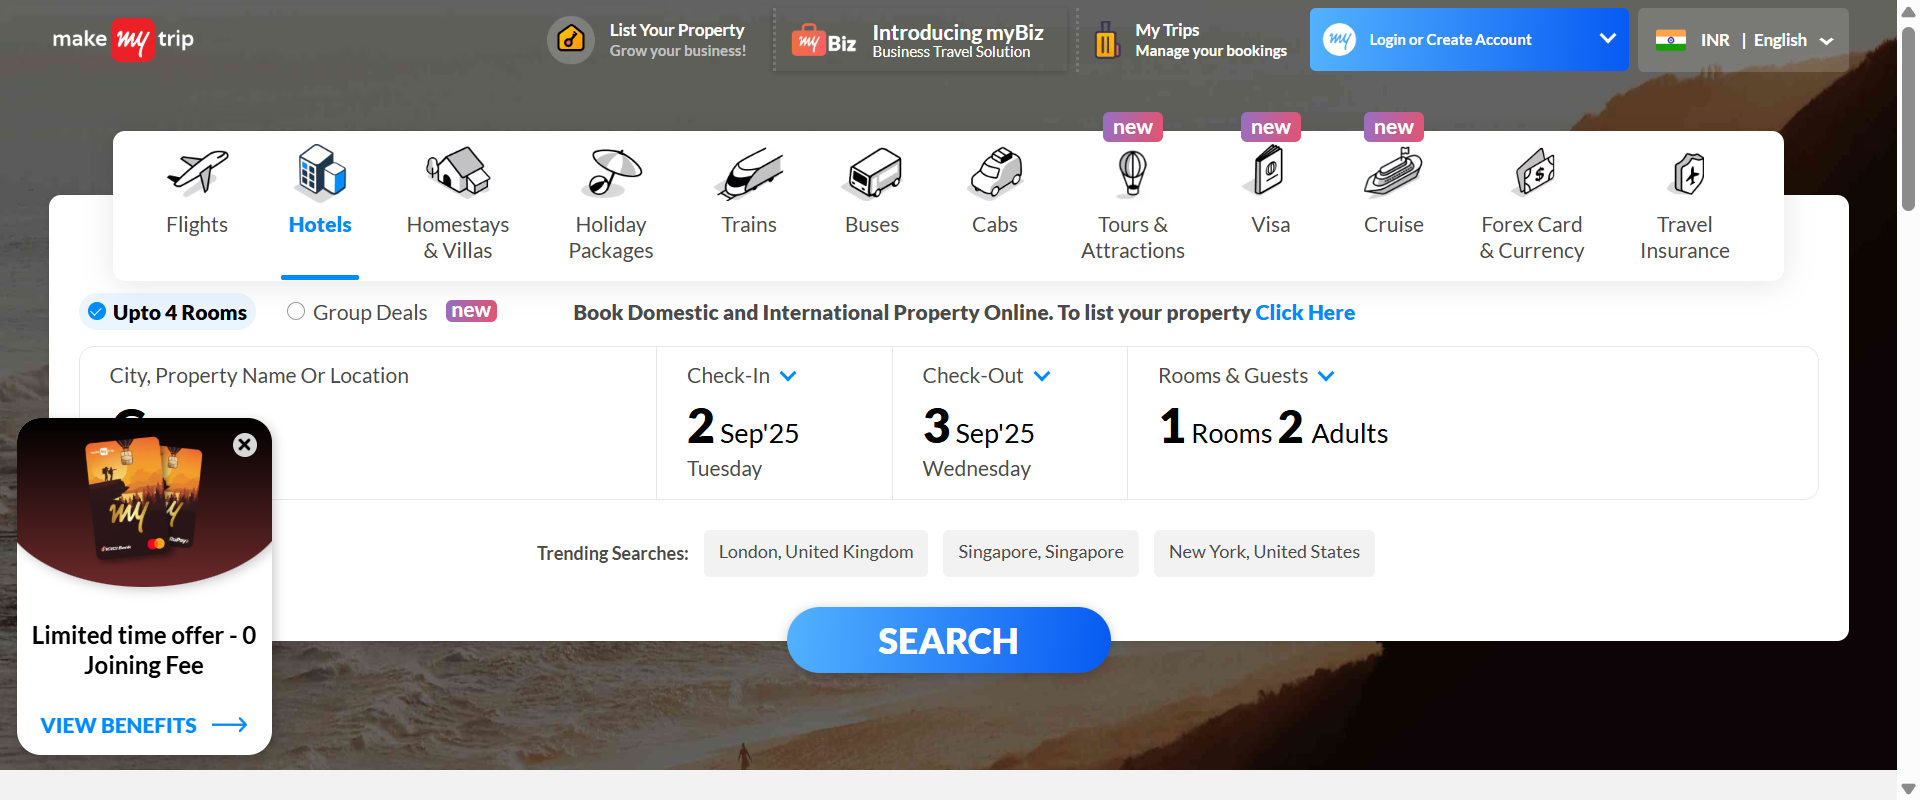 make my trip
List Your Property
Grow your business!
my Biz
Introducing myBiz
Business Travel Solution
My Trips
Manage your bookings
my
Login or Create Account
INR | English
new
new
new
Flights
Hotels
Homestays
& Villas
Holiday
Packages
Trains
Buses
Cabs
Tours &
Attractions
Visa
Cruise
Forex Card
& Currency
Travel
Insurance
Upto 4 Rooms
Group Deals
new
Book Domestic and International Property Online. To list your property Click Here
City, Property Name Or Location
Check-In
2 Sep'25
Tuesday
Check-Out
3 Sep'25
Wednesday
Rooms & Guests
1 Rooms 2 Adults
my
ICICI Bank
RuPay
Limited time offer - 0
Joining Fee
VIEW BENEFITS
Trending Searches:
London, United Kingdom
Singapore, Singapore
New York, United States
SEARCH